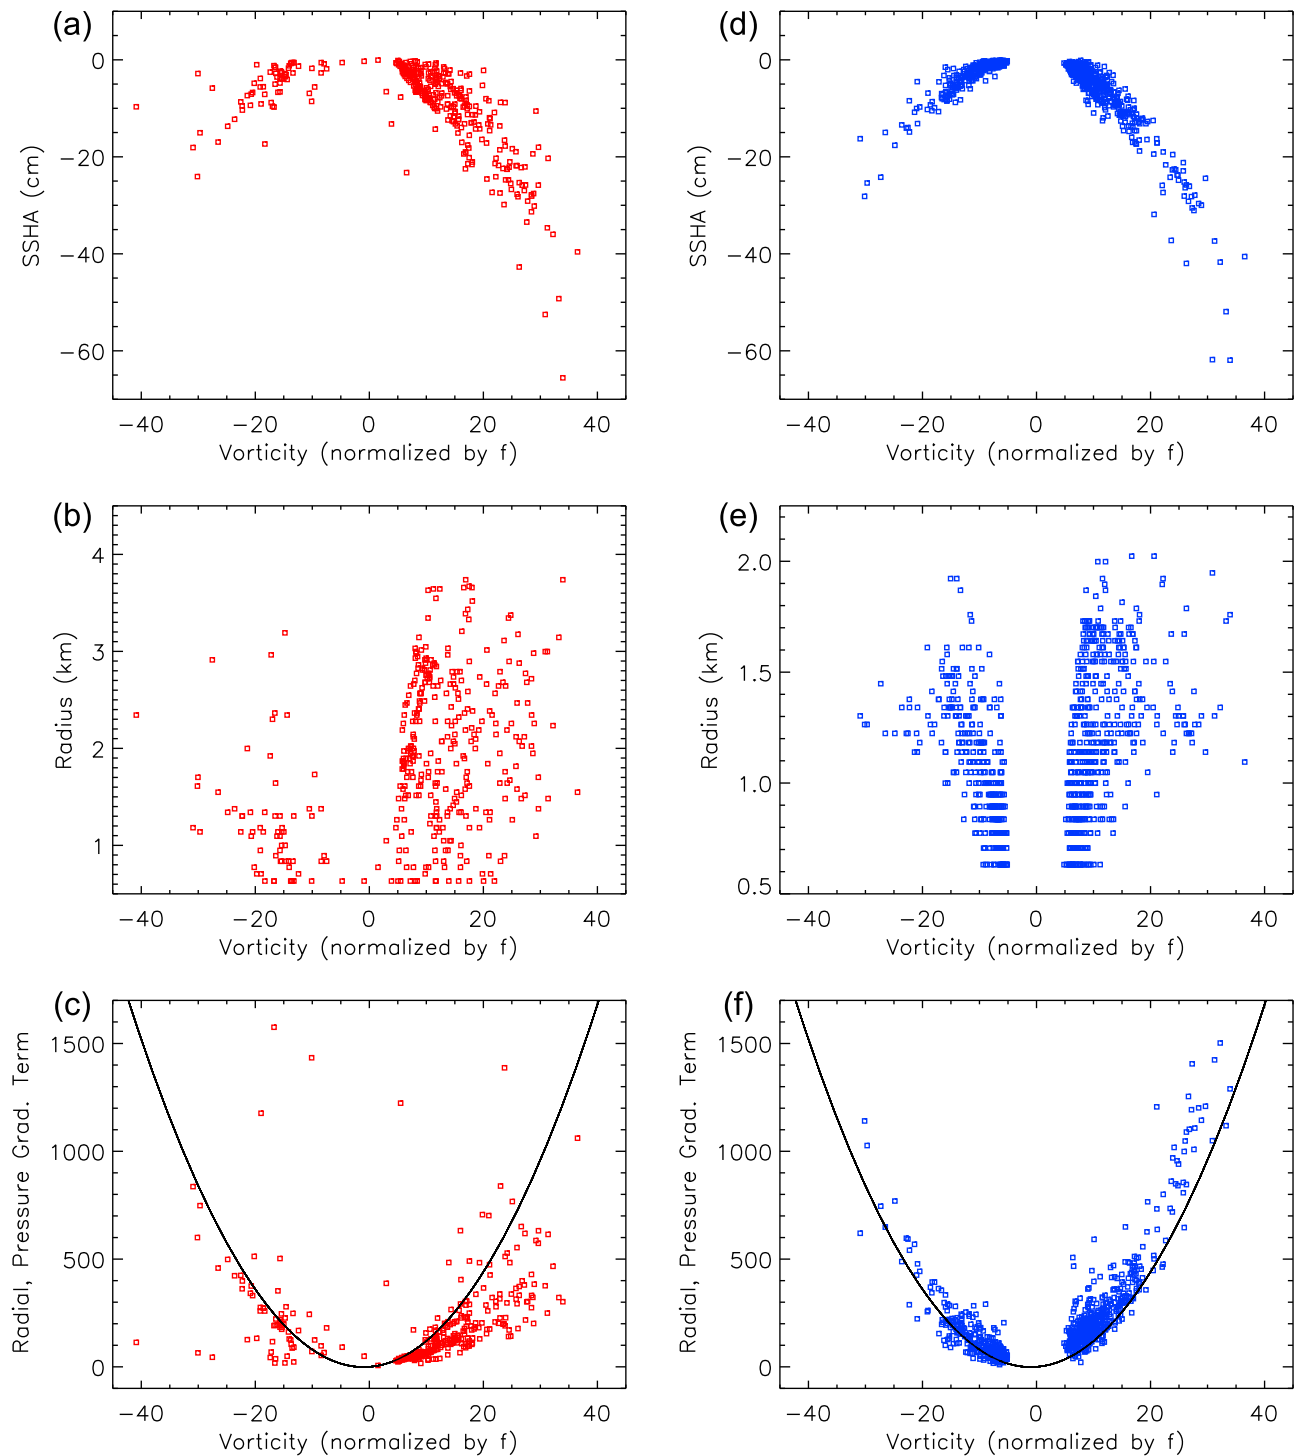 (a)
SSHA (cm)
0
−20
−40
−60
−40 −20 0 20 40
Vorticity (normalized by f)
(d)
SSHA (cm)
0
−20
−40
−60
−40 −20 0 20 40
Vorticity (normalized by f)
(b)
Radius (km)
4
3
2
1
−40 −20 0 20 40
Vorticity (normalized by f)
(e)
Radius (km)
2.0
1.5
1.0
0.5
−40 −20 0 20 40
Vorticity (normalized by f)
(c)
Radial, Pressure Grad. Term
1500
1000
500
0
−40 −20 0 20 40
Vorticity (normalized by f)
(f)
Radial, Pressure Grad. Term
1500
1000
500
0
−40 −20 0 20 40
Vorticity (normalized by f)